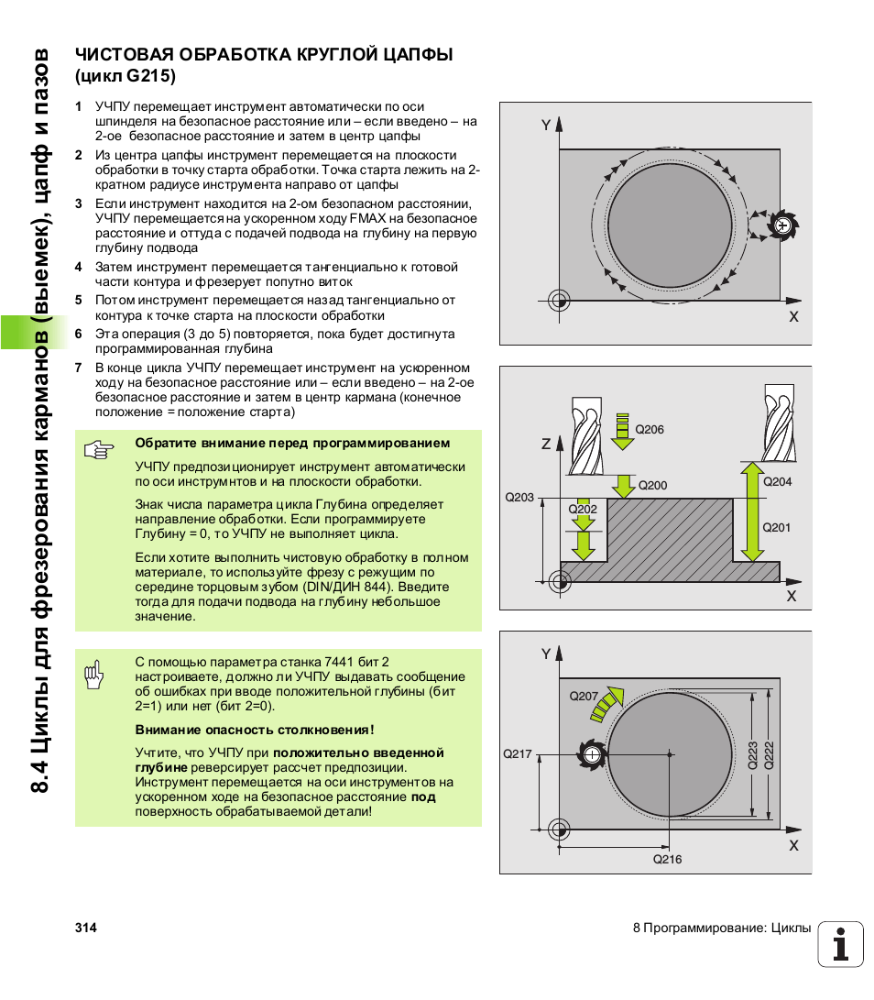 8.4 Циклы для фрезерования карманов (выемек), цапф и пазов
ЧИСТОВАЯ ОБРАБОТКА КРУГЛОЙ ЦАПФЫ
(цикл G215)
1 УЧПУ перемещает инструмент автоматически по оси
шпинделя на безопасное расстояние или – если введено – на
2-ое безопасное расстояние и затем в центр цапфы
2 Из центра цапфы инструмент перемещается на плоскости
обработки в точку старта обработки. Точка старта лежить на 2-
кратном радиусе инструмента направо от цапфы
3 Если инструмент находится на 2-ом безопасном расстоянии,
УЧПУ перемещается на ускоренном ходу FMAX на безопасное
расстояние и оттуда с подачей подвода на глубину на первую
глубину подвода
4 Затем инструмент перемещается тангенциально к готовой
части контура и фрезерует попутно виток
5 Потом инструмент перемещается назад тангенциально от
контура к точке старта на плоскости обработки
6 Эта операция (3 до 5) повторяется, пока будет достигнута
программированная глубина
7 В конце цикла УЧПУ перемещает инструмент на ускоренном
ходу на безопасное расстояние или – если введено – на 2-ое
безопасное расстояние и затем в центр кармана (конечное
положение = положение старта)
Обратите внимание перед программированием
УЧПУ предпозиционирует инструмент автоматически
по оси инструмнтов и на плоскости обработки.
Знак числа параметра цикла Глубина определяет
направление обработки. Если программируете
Глубину = 0, то УЧПУ не выполняет цикла.
Если хотите выполнить чистовую обработку в полном
материале, то используйте фрезу с режущим по
середине торцовым зубом (DIN/ДИН 844). Введите
тогда для подачи подвода на глубину небольшое
значение.
С помощью параметра станка 7441 бит 2
настроиваете, должно ли УЧПУ выдавать сообщение
об ошибках при вводе положительной глубины (бит
2=1) или нет (бит 2=0).
Внимание опасность столкновения!
Учтите, что УЧПУ при положительно введенной
глубине реверсирует рассчет предпозиции.
Инструмент перемещается на оси инструментов на
ускоренном ходе на безопасное расстояние под
поверхность обрабатываемой детали!
Y
X
Z
Q206
Q200
Q203
Q202
Q204
Q201
X
Y
Q207
Q217
Q223
Q222
X
Q216
314
8 Программирование: Циклы
i